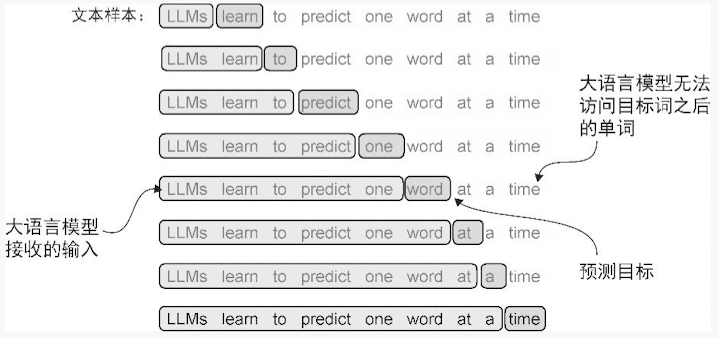 文本样本： LLMs learn to predict one word at a time
LLMs learn to predict one word at a time
LLMs learn to predict one word at a time
LLMs learn to predict one word at a time
LLMs learn to predict one word at a time
LLMs learn to predict one word at a time
LLMs learn to predict one word at a time
LLMs learn to predict one word at a time
大语言模型无法
访问目标词之后
的单词
大语言模型
接收的输入
预测目标